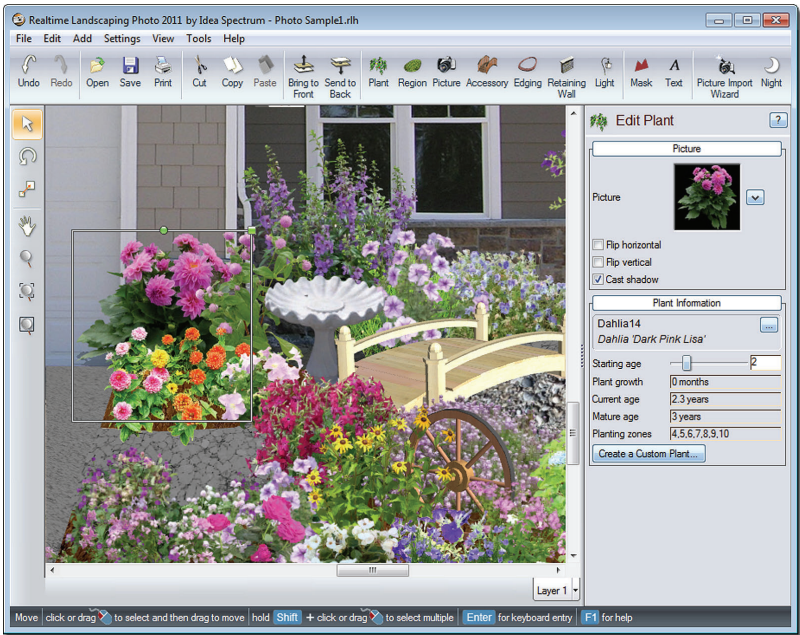 Realtime Landscaping Photo 2011 by Idea Spectrum - Photo Sample1.rlh
File Edit Add Settings View Tools Help
Undo Redo Open Save Print Cut Copy Paste Bring to Front Send to Back Plant Region Picture Accessory Edging Retaining Wall Light Mask Text Picture Import Wizard Night
Edit Plant
?
Picture
Picture
Flip horizontal
Flip vertical
Cast shadow
Plant Information
Dahlia14
...
Dahlia 'Dark Pink Lisa'
Starting age 2
Plant growth 0 months
Current age 2.3 years
Mature age 3 years
Planting zones 4,5,6,7,8,9,10
Create a Custom Plant...
Layer 1
Move click or drag to select and then drag to move hold Shift + click or drag to select multiple Enter for keyboard entry F1 for help